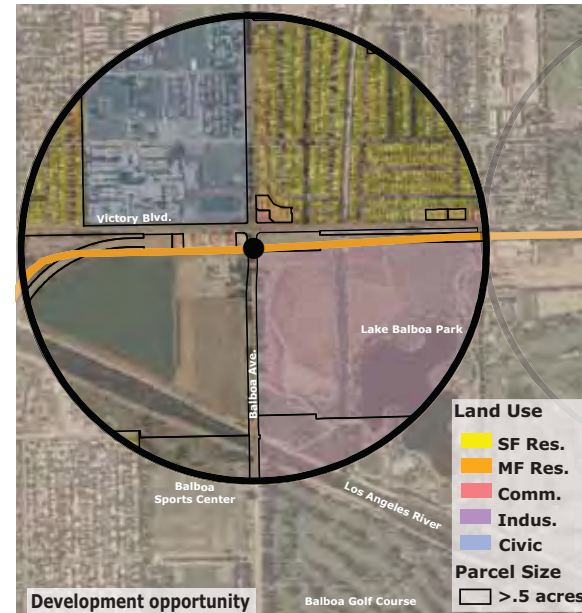 Victory Blvd.
Lake Balboa Park
Balboa Ave.
Balboa
Sports Center
Los Angeles River
Balboa Golf Course
Development opportunity
Land Use
SF Res.
MF Res.
Comm.
Indus.
Civic
Parcel Size
>.5 acres